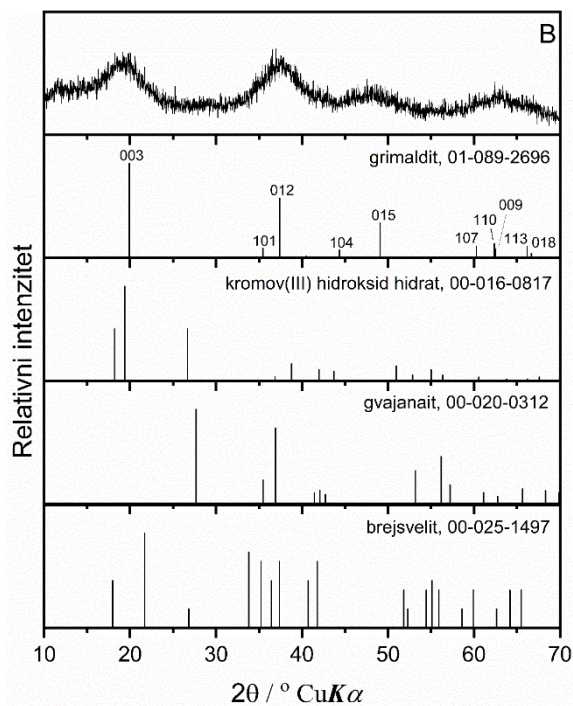 B
grimaldit, 01-089-2696
003
012
009
110
015
101
104
107
113
018
kromov(III) hidroksid hidrat, 00-016-0817
gvajanait, 00-020-0312
brejsvelit, 00-025-1497
Relativni intenzitet
10 20 30 40 50 60 70
2θ / ° CuKα